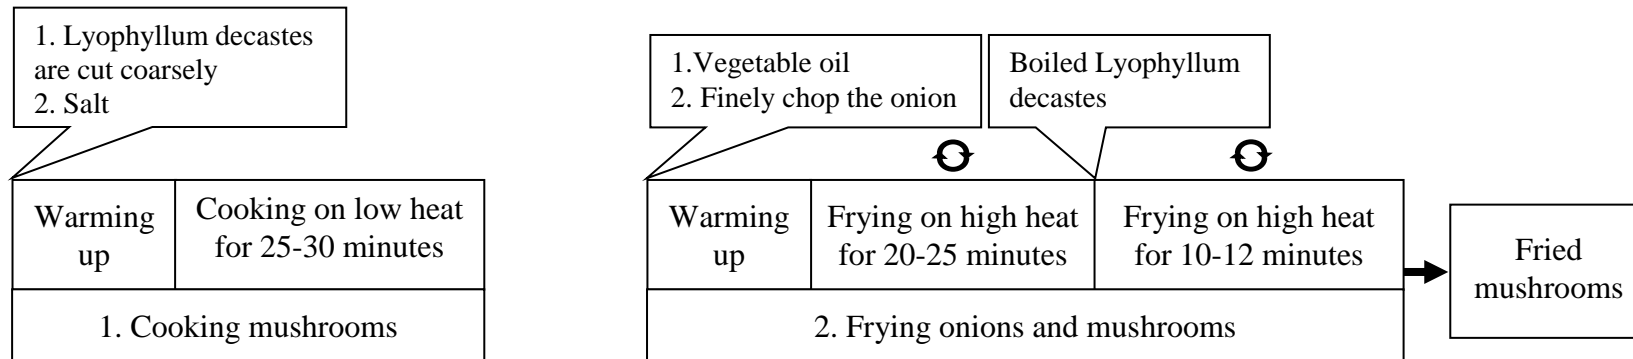 1. Lyophyllum decastes
are cut coarsely
2. Salt
1.Vegetable oil
2. Finely chop the onion
Boiled Lyophyllum
decastes
Warming
up
Cooking on low heat
for 25-30 minutes
1. Cooking mushrooms
Warming
up
Frying on high heat
for 20-25 minutes
Frying on high heat
for 10-12 minutes
2. Frying onions and mushrooms
Fried
mushrooms